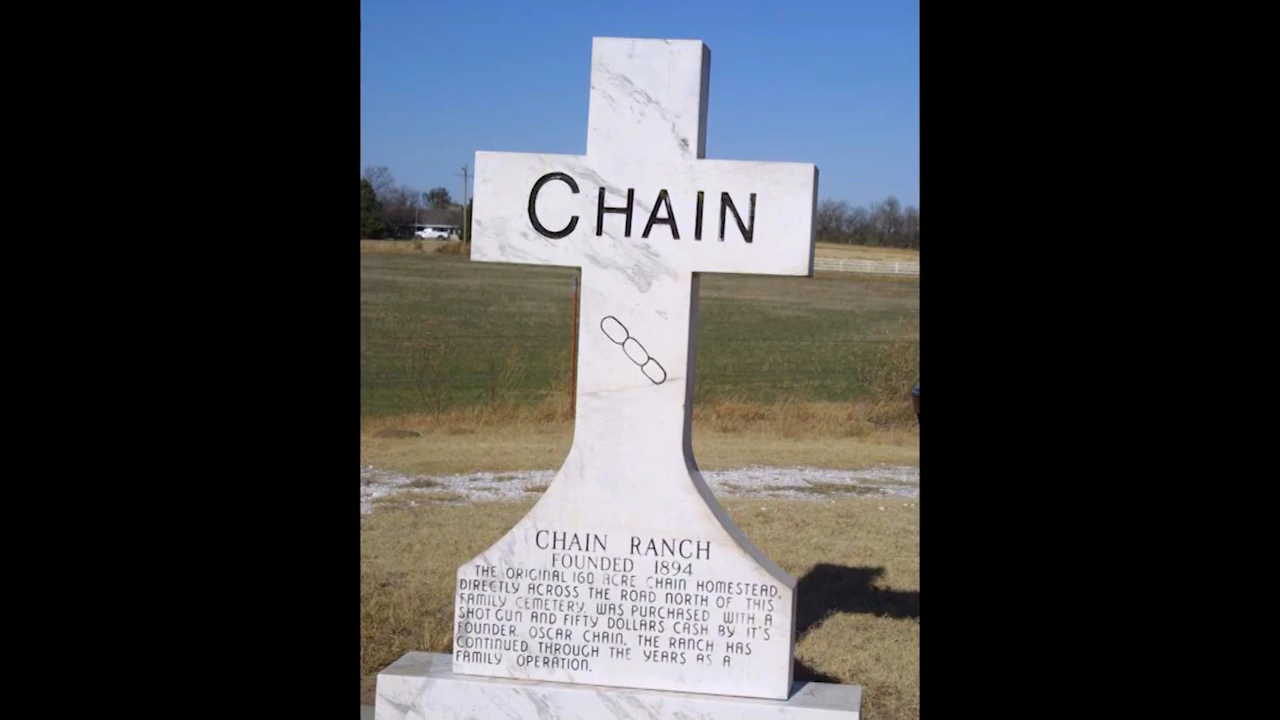 CHAIN
CHAIN RANCH
FOUNDED 1894
THE ORIGINAL 160 ACRE CHAIN HOMESTEAD,
DIRECTLY ACROSS THE ROAD NORTH OF THIS
FAMILY CEMETERY, WAS PURCHASED WITH A
SHOT GUN AND FIFTY DOLLARS CASH BY IT'S
FOUNDER, OSCAR CHAIN. THE RANCH HAS
CONTINUED THROUGH THE YEARS AS A
FAMILY OPERATION.